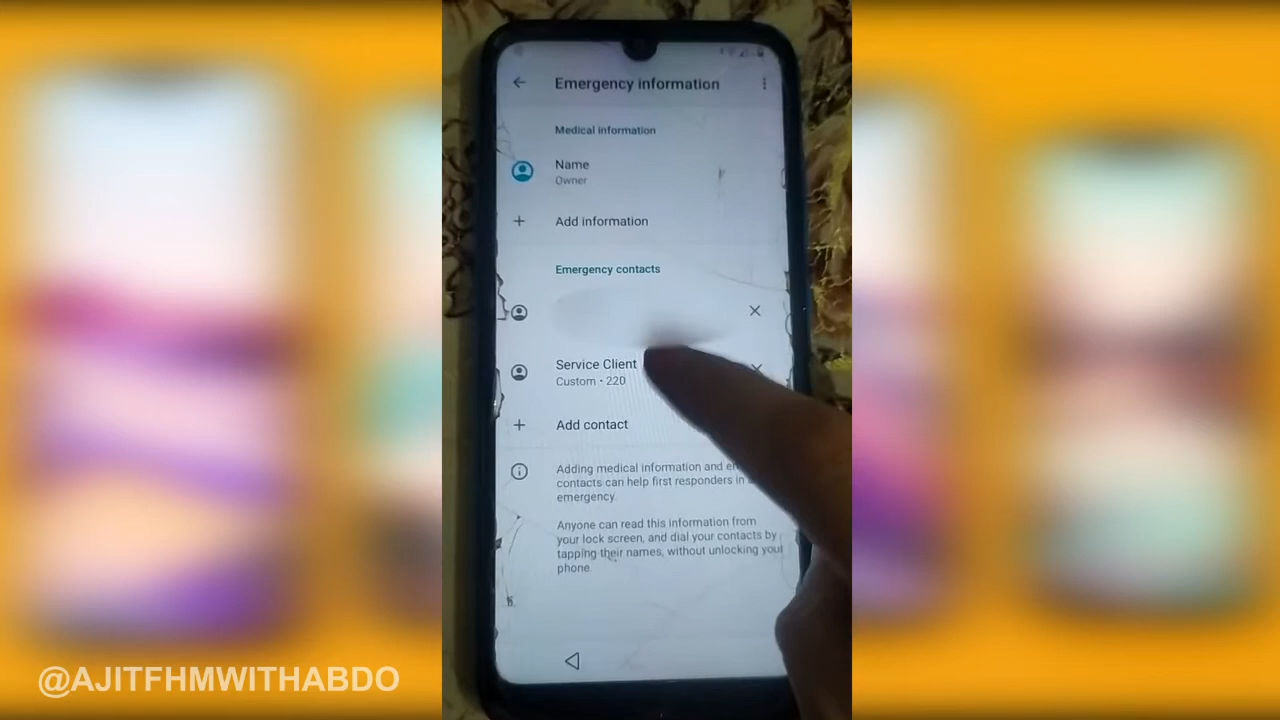 Emergency information
Medical information
Name
Owner
Add information
Emergency contacts
Service Client
Custom • 220
Add contact
Adding medical information and
contacts can help first responders in
emergency.
Anyone can read this information from
your lock screen, and dial your contacts by
tapping their names, without unlocking your
phone.
@AJITFHMWITHABDO